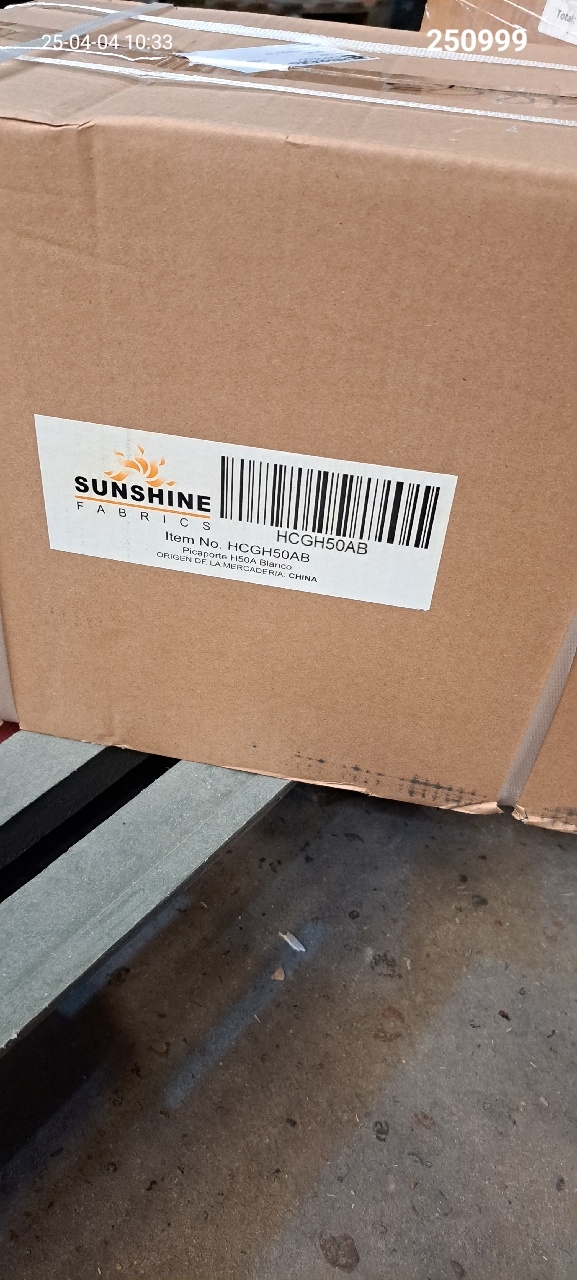 25-04-04 10:33
250999
Total
SUNSHINE
FABRICS
HCGH50AB
Item No. HCGH50AB
Picaporte H50A Blanco
ORIGEN DE LA MERCADERIA: CHINA